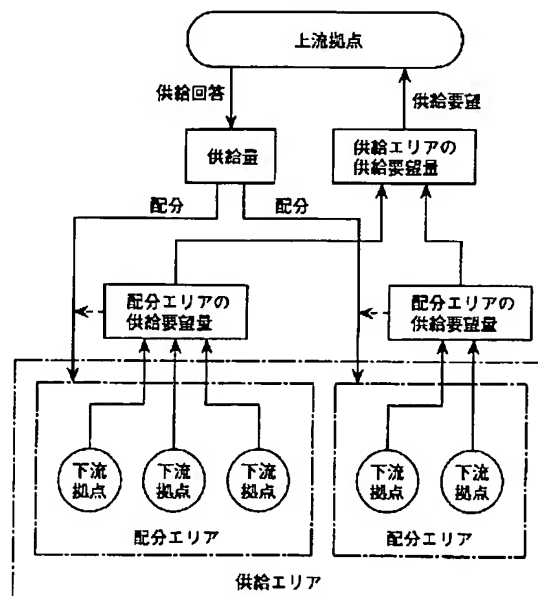 上流拠点
供給回答
供給要望
供給量
供給エリアの
供給要望量
配分
配分
配分エリアの
供給要望量
配分エリアの
供給要望量
下流
拠点
下流
拠点
下流
拠点
下流
拠点
下流
拠点
配分エリア
配分エリア
供給エリア